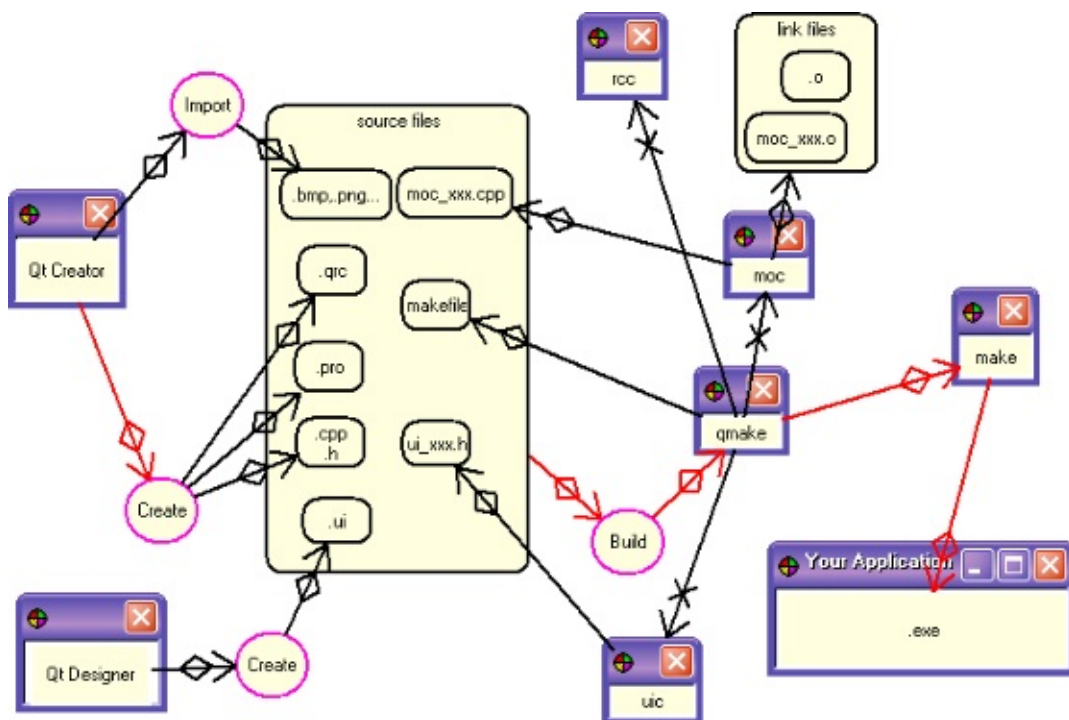 link files
.o
rcc
Import
source files
moc_xxx.o
.bmp,.png...
moc_xxx.cpp
Qt Creator
.qrc
moc
makefile
.pro
make
.cpp
.h
ui_xxx.h
qmake
Create
.ui
Build
Your Application
.exe
Qt Designer
Create
uic